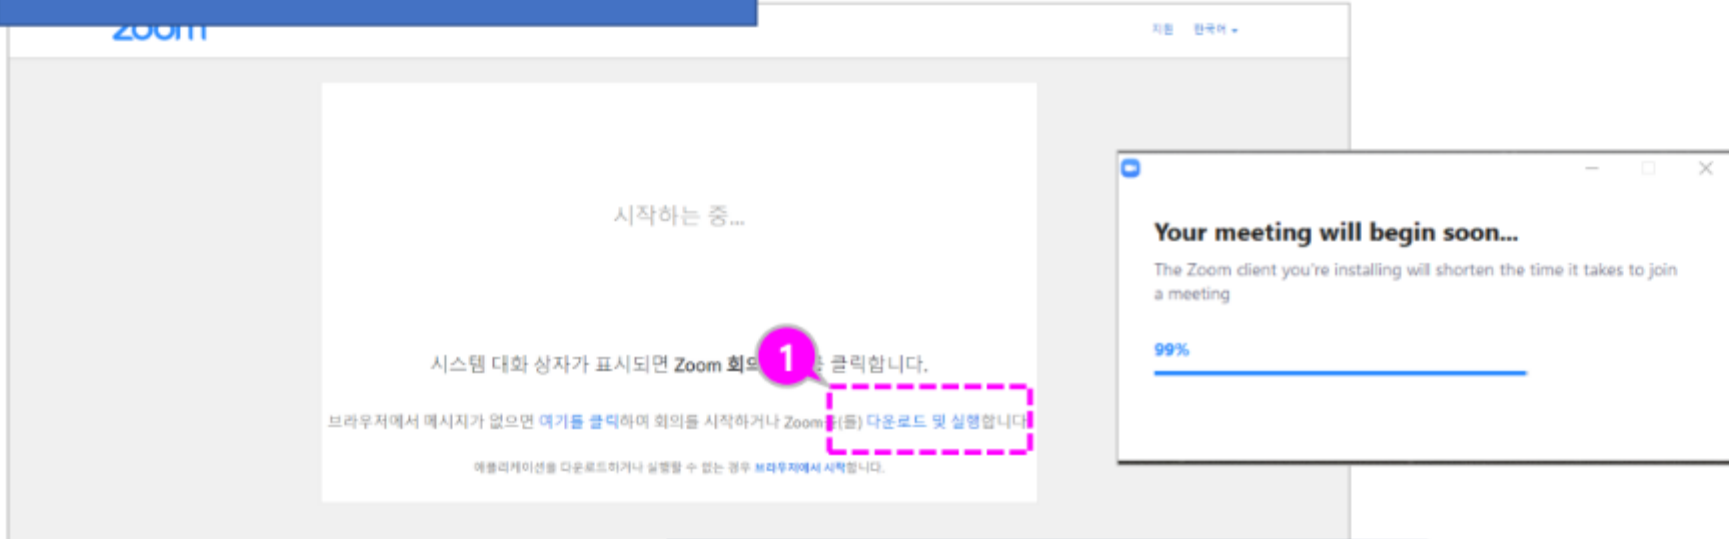 zoom
지원 한국어
시작하는 중...
시스템 대화 상자가 표시되면 Zoom 클릭합니다.
1
브라우저에서 메시지가 없으면 여기를 클릭하여 회의를 시작하거나 Zoom을(를) 다운로드 및 실행합니다
애플리케이션을 다운로드하거나 실행할 수 없는 경우 브라우저에서 시작합니다.
Your meeting will begin soon...
The Zoom client you're installing will shorten the time it takes to join
a meeting
99%